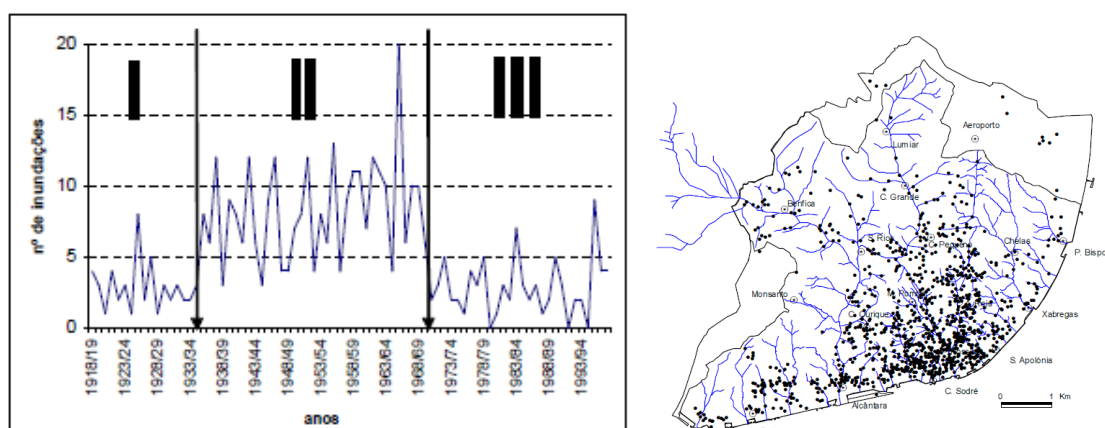 20
15
10
5
0
I
II
III
nº de inundações
1918/19
1923/24
1928/29
1933/34
1938/39
1943/44
1948/49
1953/54
1958/59
1963/64
1968/69
1973/74
1978/79
1983/84
1988/89
1993/94
anos
Aeroporto
Lumiar
C. Grande
Benfica
S. Rios
C. Pequeno
Chelas
P. Bispo
Monsanto
C. Ourique
Xabregas
S. Apolónia
C. Sodré
Alcântara
0 1 Km